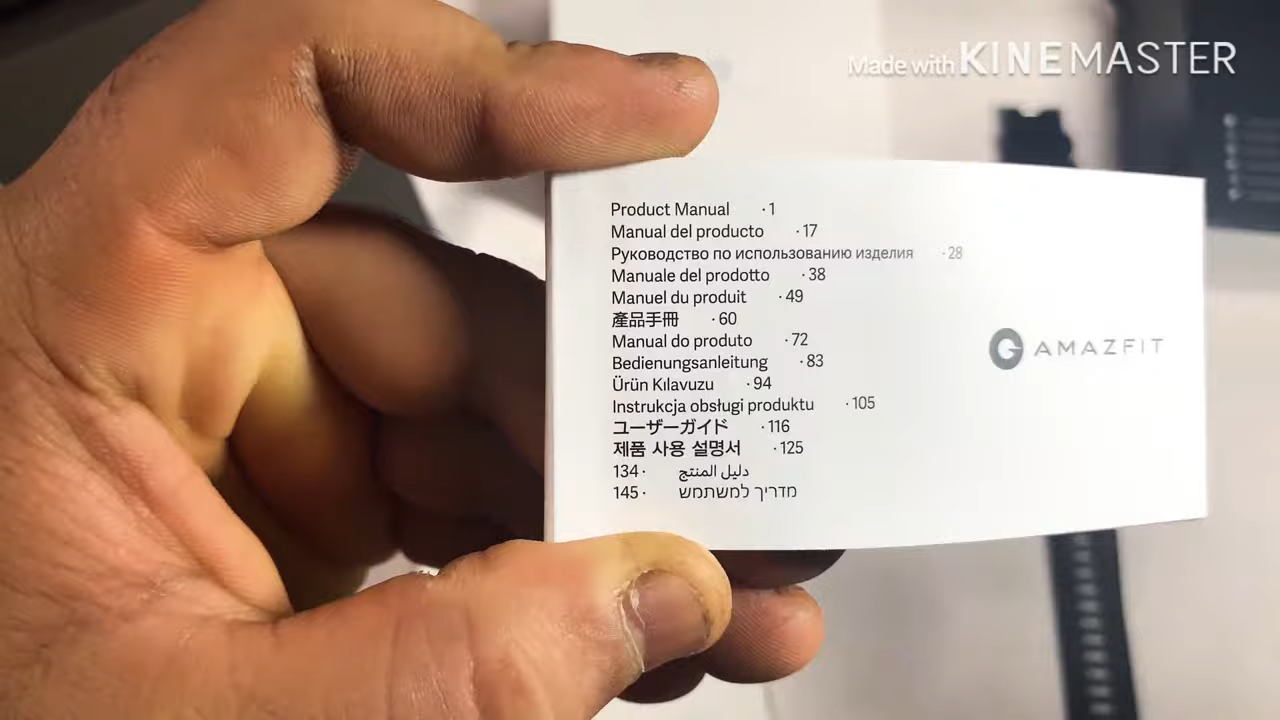 Made with KINEMASTER
Product Manual · 1
Manual del producto · 17
Руководство по использованию изделия · 28
Manuale del prodotto · 38
Manuel du produit · 49
產品手冊 · 60
Manual do produto · 72
Bedienungsanleitung · 83
Ürün Kılavuzu · 94
Instrukcja obsługi produktu · 105
ユーザーガイド · 116
제품 사용 설명서 · 125
134 · دليل المنتج
145 · מדריך למשתמש
AMAZFIT